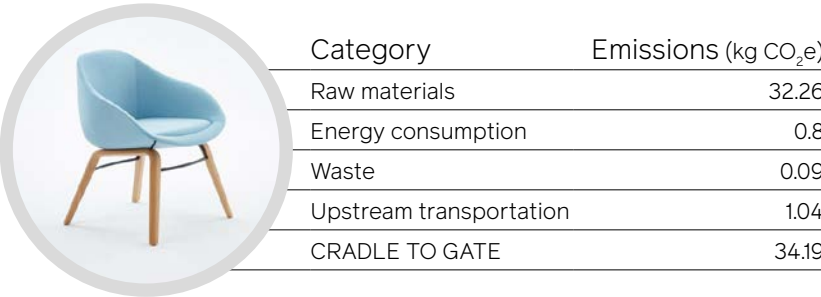 Category Emissions (kg CO₂e)
Raw materials 32.26
Energy consumption 0.8
Waste 0.09
Upstream transportation 1.04
CRADLE TO GATE 34.19